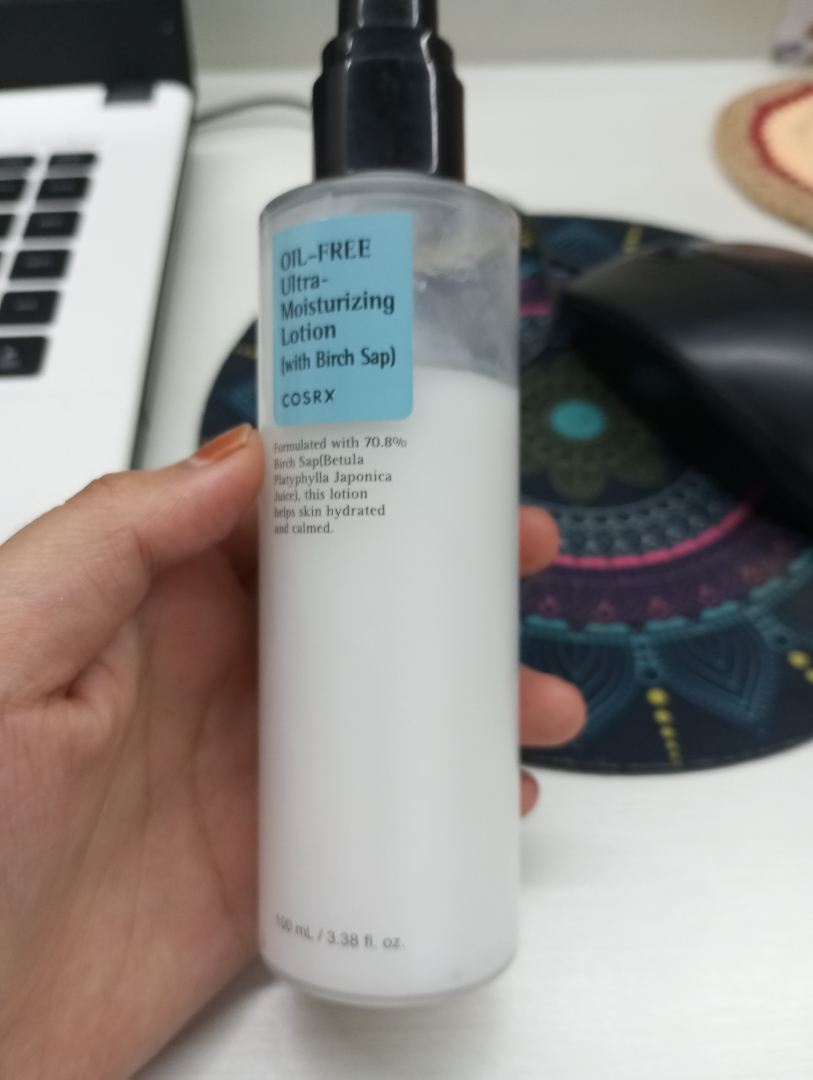 OIL-FREE
Ultra-
Moisturizing
Lotion
(with Birch Sap)
COSRX
Formulated with 70.8%
Birch Sap(Betula
Platyphylla Japonica
Juice), this lotion
helps skin hydrated
and calmed.
100 mL / 3.38 fl. oz.